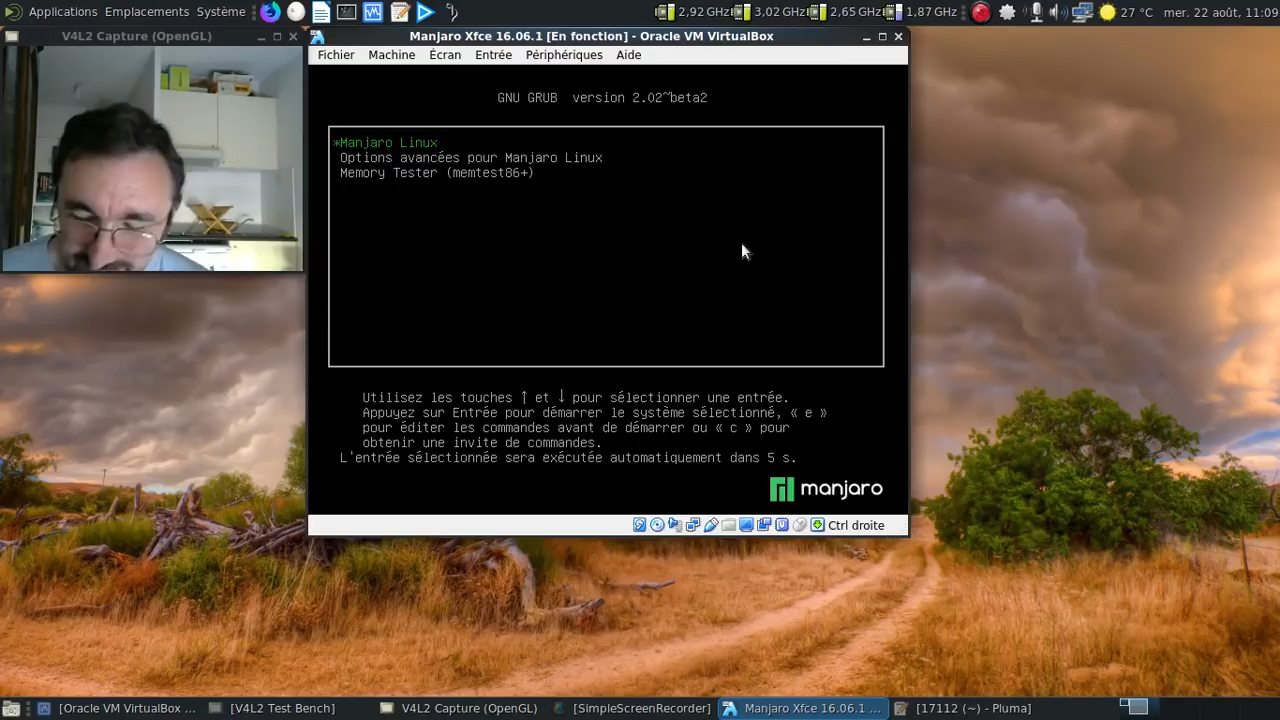 Applications Emplacements Système
2,92 GHz 3,02 GHz 2,65 GHz 1,87 GHz 27 °C mer. 22 août, 11:09
V4L2 Capture (OpenGL)
Manjaro Xfce 16.06.1 [En fonction] - Oracle VM VirtualBox
Fichier Machine Écran Entrée Périphériques Aide
GNU GRUB version 2.02~beta2
*Manjaro Linux
Options avancées pour Manjaro Linux
Memory Tester (memtest86+)
Utilisez les touches ↑ et ↓ pour sélectionner une entrée.
Appuyez sur Entrée pour démarrer le système sélectionné, « e »
pour éditer les commandes avant de démarrer ou « c » pour
obtenir une invite de commandes.
L'entrée sélectionnée sera exécutée automatiquement dans 5 s.
manjaro
Ctrl droite
[Oracle VM VirtualBox ... [V4L2 Test Bench] V4L2 Capture (OpenGL) [SimpleScreenRecorder] Manjaro Xfce 16.06.1 ... [17112 (~) - Pluma]